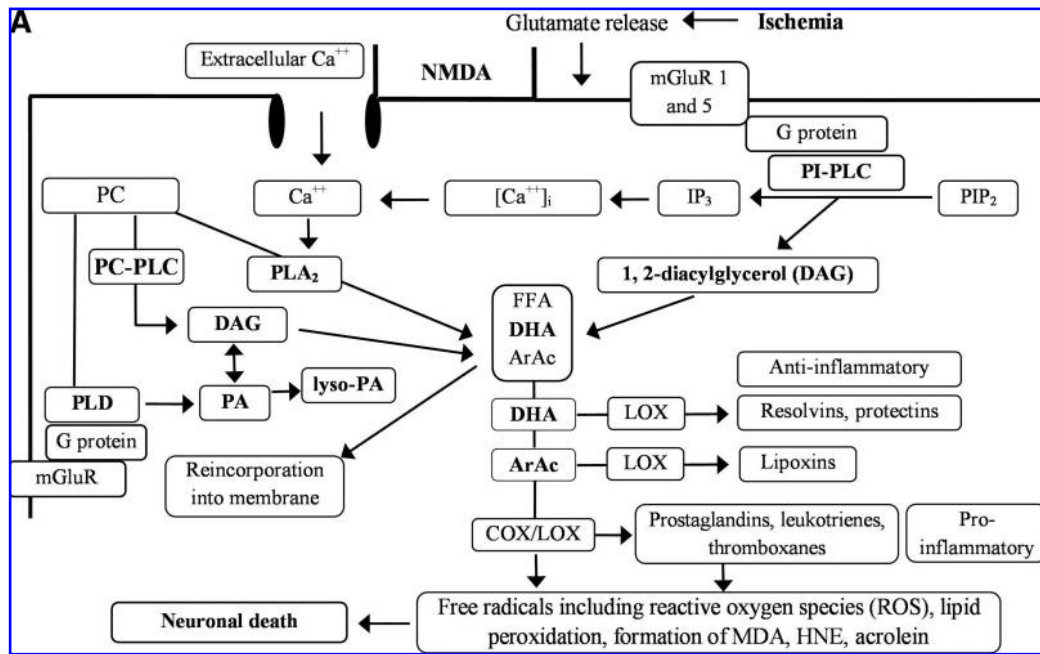 A
Glutamate release
Ischemia
Extracellular Ca⁺⁺
NMDA
mGluR 1
and 5
G protein
PI-PLC
PC
Ca⁺⁺
[Ca⁺⁺]ᵢ
IP₃
PIP₂
PC-PLC
PLA₂
1, 2-diacylglycerol (DAG)
FFA
DHA
ArAc
DAG
Anti-inflammatory
lyso-PA
PLD
PA
DHA
LOX
Resolvins, protectins
G protein
mGluR
Reincorporation
into membrane
ArAc
LOX
Lipoxins
COX/LOX
Prostaglandins, leukotrienes,
thromboxanes
Pro-
inflammatory
Neuronal death
Free radicals including reactive oxygen species (ROS), lipid
peroxidation, formation of MDA, HNE, acrolein